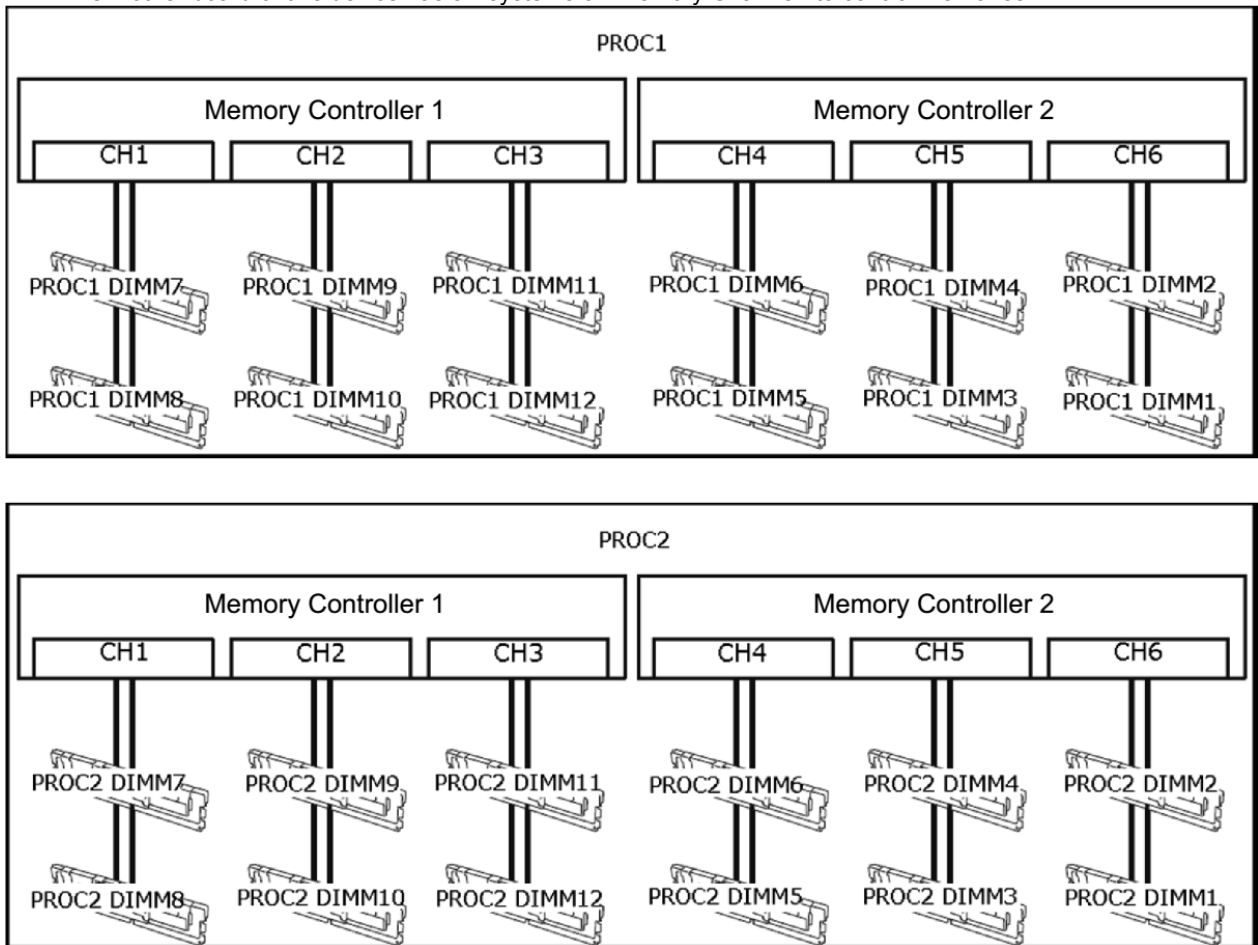 PROC1
Memory Controller 1 Memory Controller 2
CH1 CH2 CH3 CH4 CH5 CH6
PROC1 DIMM7 PROC1 DIMM9 PROC1 DIMM11 PROC1 DIMM6 PROC1 DIMM4 PROC1 DIMM2
PROC1 DIMM8 PROC1 DIMM10 PROC1 DIMM12 PROC1 DIMM5 PROC1 DIMM3 PROC1 DIMM1
PROC2
Memory Controller 1 Memory Controller 2
CH1 CH2 CH3 CH4 CH5 CH6
PROC2 DIMM7 PROC2 DIMM9 PROC2 DIMM11 PROC2 DIMM6 PROC2 DIMM4 PROC2 DIMM2
PROC2 DIMM8 PROC2 DIMM10 PROC2 DIMM12 PROC2 DIMM5 PROC2 DIMM3 PROC2 DIMM1